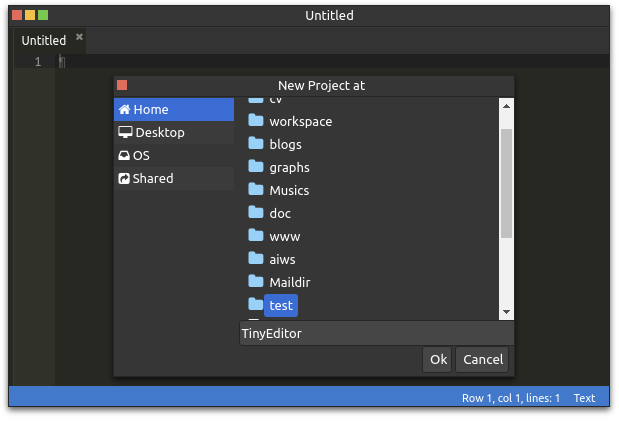 Untitled
Untitled
1
New Project at
Home
Desktop
OS
Shared
cv
workspace
blogs
graphs
Musics
doc
www
aiws
Maildir
test
TinyEditor
Ok Cancel
Row 1, col 1, lines: 1 Text